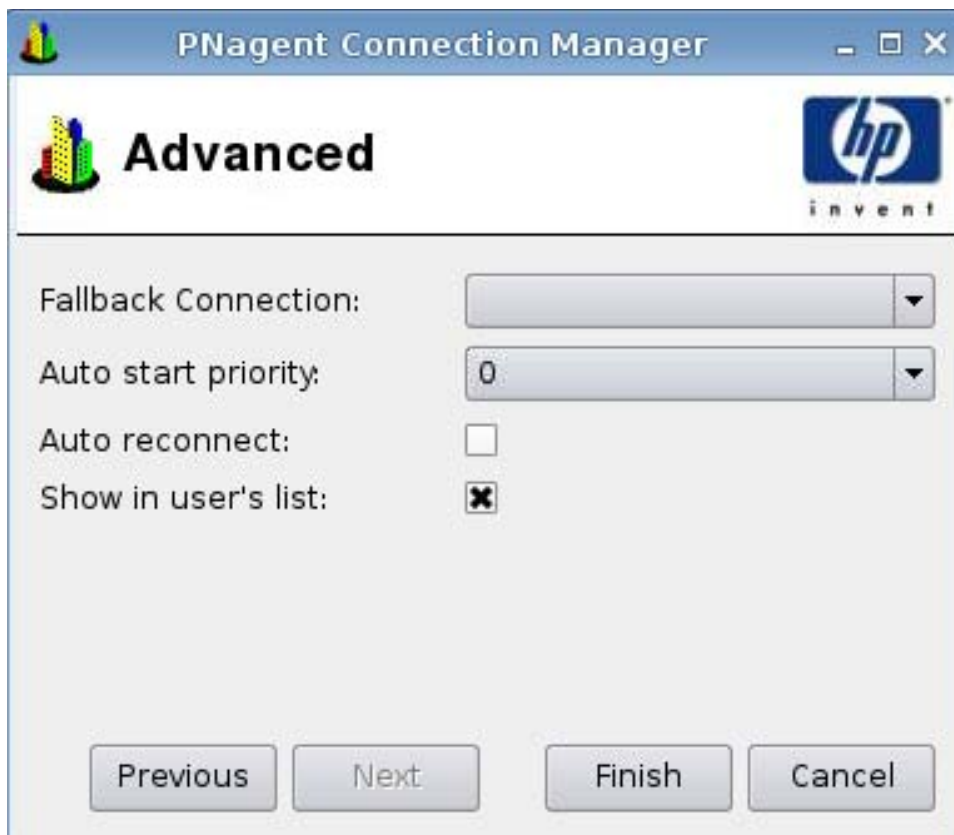 PNagent Connection Manager
Advanced
hp
invent
Fallback Connection:
Auto start priority: 0
Auto reconnect:
Show in user's list:
Previous Next Finish Cancel